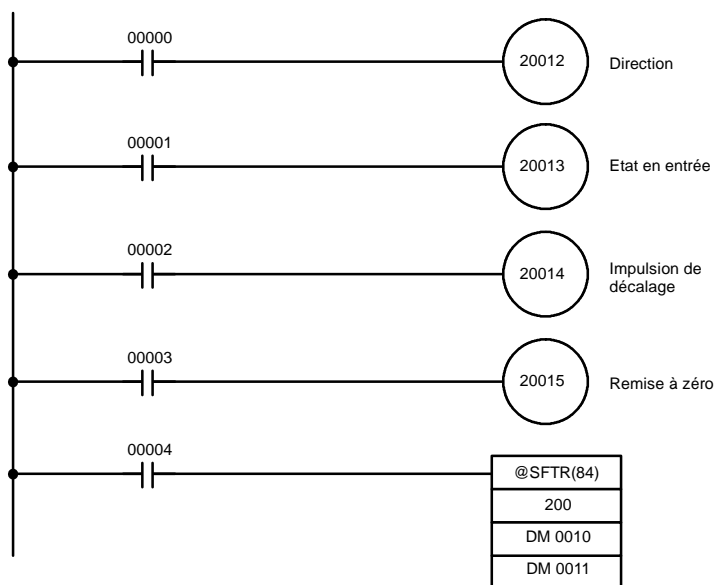 00000
20012
Direction
00001
20013
Etat en entrée
00002
20014
Impulsion de
décalage
00003
20015
Remise à zéro
00004
@SFTR(84)
200
DM 0010
DM 0011